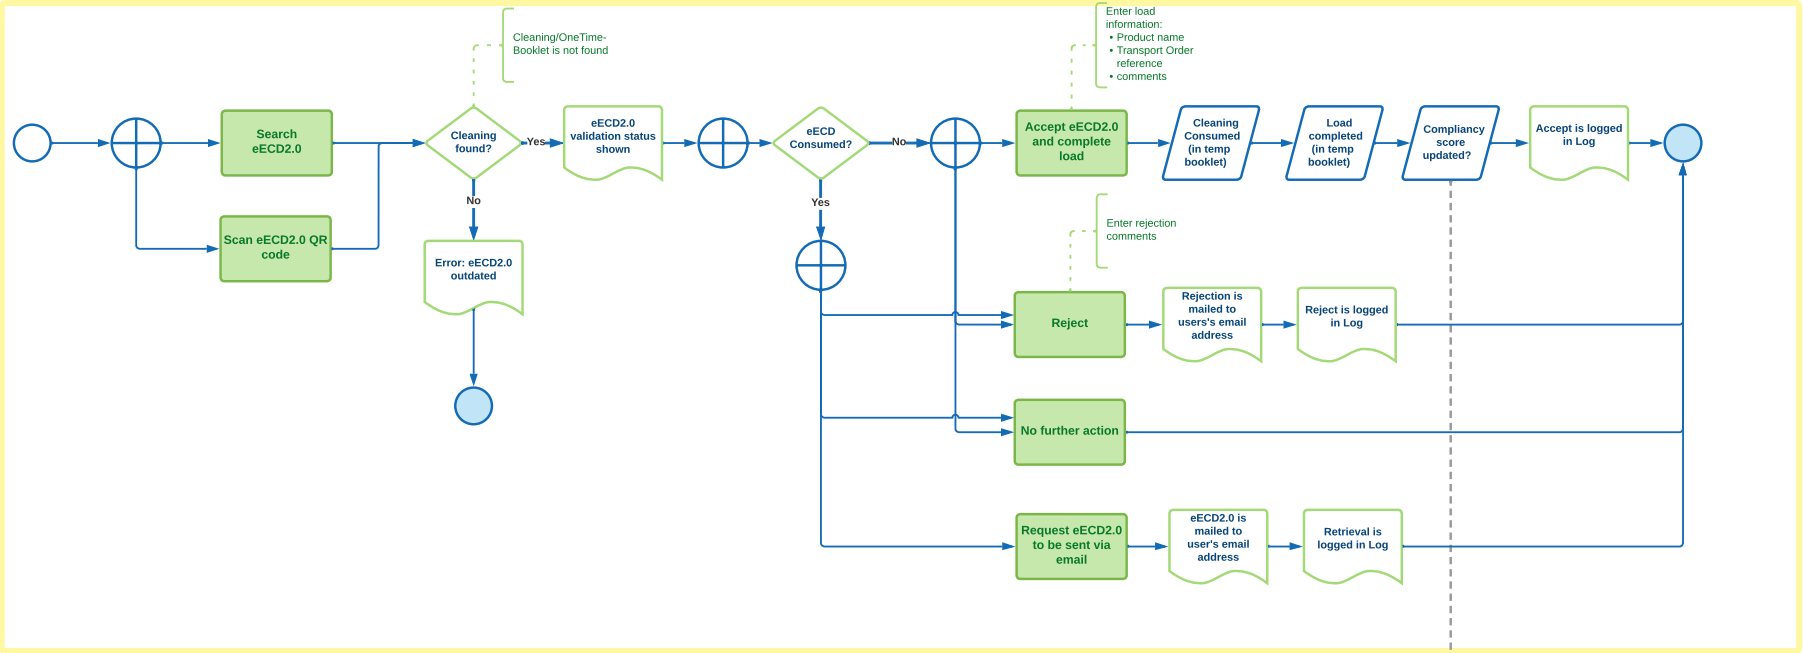 Cleaning/OneTime-
Booklet is not found
Enter load
information:
• Product name
• Transport Order
reference
• comments
Search
eECD2.0
Cleaning
found?
Yes
eECD2.0
validation status
shown
eECD
Consumed?
No
Accept eECD2.0
and complete
load
Cleaning
Consumed
(in temp
booklet)
Load
completed
(in temp
booklet)
Compliancy
score
updated?
Accept is logged
in Log
No
Yes
Scan eECD2.0 QR
code
Error: eECD2.0
outdated
Enter rejection
comments
Reject
Rejection is
mailed to
users's email
address
Reject is logged
in Log
No further action
Request eECD2.0
to be sent via
email
eECD2.0 is
mailed to
user's email
address
Retrieval is
logged in Log